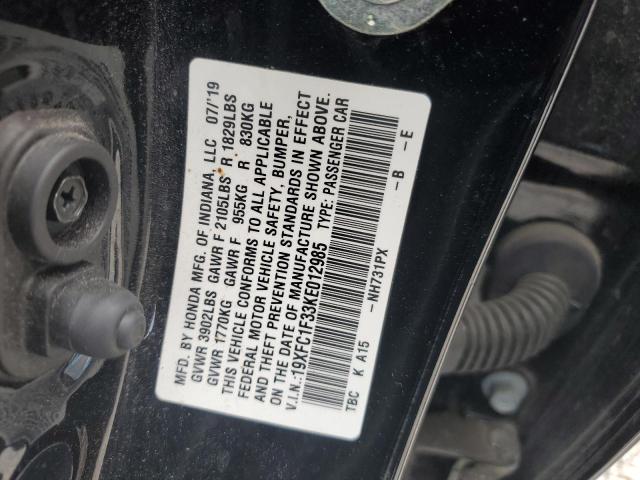 MFD. BY HONDA MFG. OF INDIANA, LLC 07/'19
GVWR 3902LBS GAWR F 2105LBS R 1829LBS
GVWR 1770KG GAWR F 955KG R 830KG
THIS VEHICLE CONFORMS TO ALL APPLICABLE
FEDERAL MOTOR VEHICLE SAFETY, BUMPER,
AND THEFT PREVENTION STANDARDS IN EFFECT
ON THE DATE OF MANUFACTURE SHOWN ABOVE.
V.I.N.:19XFC1F33KE012985 TYPE: PASSENGER CAR
TBC K A15 -NH731PX -B -E